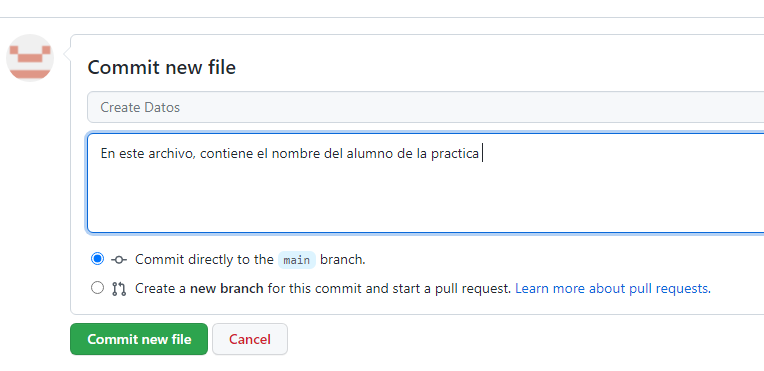 Commit new file
Create Datos
En este archivo, contiene el nombre del alumno de la practica
Commit directly to the main branch.
Create a new branch for this commit and start a pull request. Learn more about pull requests.
Commit new file Cancel